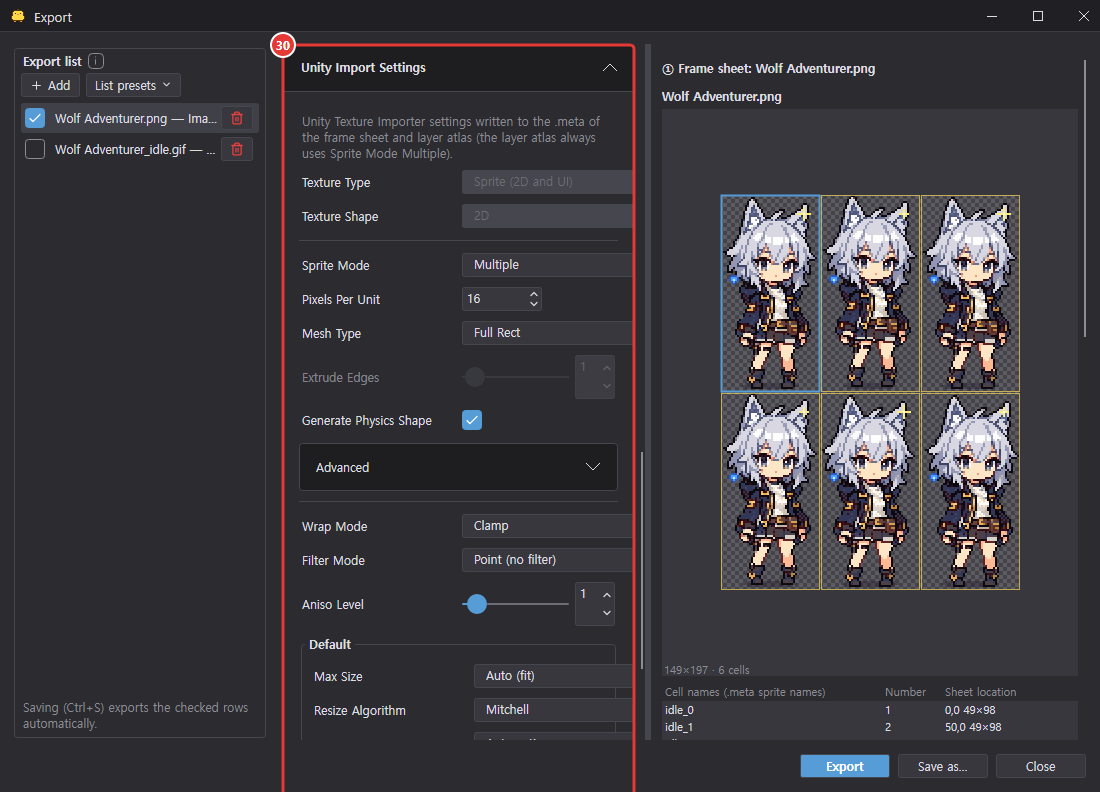 Export
Export list i
+ Add
List presets
Wolf Adventurer.png — Ima...
Wolf Adventurer_idle.gif — ...
Saving (Ctrl+S) exports the checked rows
automatically.
30
Unity Import Settings
Unity Texture Importer settings written to the .meta of
the frame sheet and layer atlas (the layer atlas always
uses Sprite Mode Multiple).
Texture Type Sprite (2D and UI)
Texture Shape 2D
Sprite Mode Multiple
Pixels Per Unit 16
Mesh Type Full Rect
Extrude Edges 1
Generate Physics Shape
Advanced
Wrap Mode Clamp
Filter Mode Point (no filter)
Aniso Level 1
Default
Max Size Auto (fit)
Resize Algorithm Mitchell
① Frame sheet: Wolf Adventurer.png
Wolf Adventurer.png
149×197 · 6 cells
Cell names (.meta sprite names) Number Sheet location
idle_0 1 0,0 49×98
idle_1 2 50,0 49×98
Export
Save as...
Close